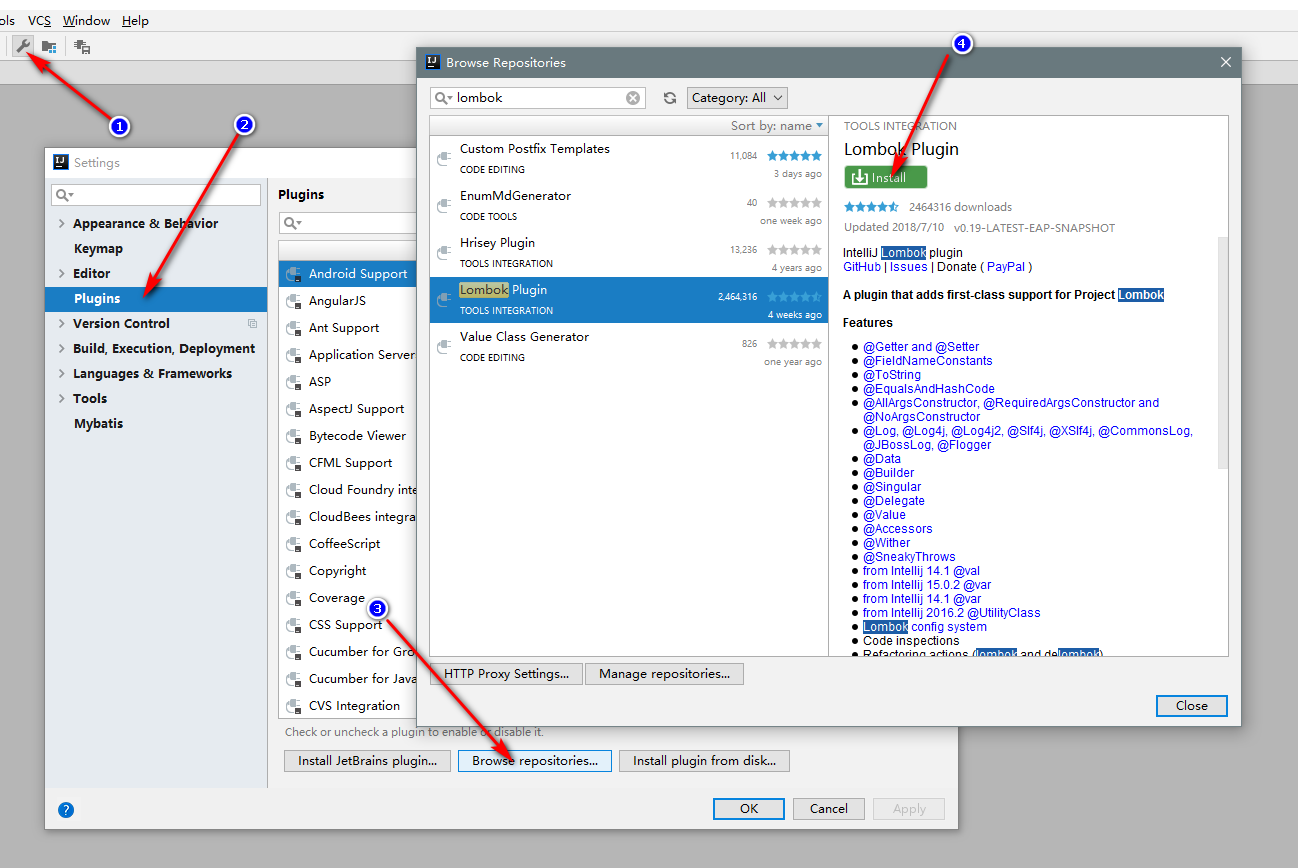 ols VCS Window Help
1
2
Settings
Appearance & Behavior
Keymap
Editor
Plugins
Version Control
Build, Execution, Deployment
Languages & Frameworks
Tools
Mybatis
Plugins
Android Support
AngularJS
Ant Support
Application Server
ASP
AspectJ Support
Bytecode Viewer
CFML Support
Cloud Foundry inte
CloudBees integra
CoffeeScript
Copyright
Coverage
CSS Support
Cucumber for Gro
Cucumber for Java
CVS Integration
3
Check or uncheck a plugin to enable or disable it.
Install JetBrains plugin...
Browse repositories...
Install plugin from disk...
?
OK
Cancel
Apply
4
Browse Repositories
lombok
Category: All
Sort by: name
Custom Postfix Templates
11,084
CODE EDITING
3 days ago
EnumMdGenerator
40
CODE TOOLS
one week ago
Hrisey Plugin
13,236
TOOLS INTEGRATION
4 years ago
Lombok Plugin
2,464,316
TOOLS INTEGRATION
4 weeks ago
Value Class Generator
826
CODE EDITING
one year ago
TOOLS INTEGRATION
Lombok Plugin
Install
2464316 downloads
Updated 2018/7/10 v0.19-LATEST-EAP-SNAPSHOT
IntelliJ Lombok plugin
GitHub | Issues | Donate ( PayPal )
A plugin that adds first-class support for Project Lombok
Features
@Getter and @Setter
@FieldNameConstants
@ToString
@EqualsAndHashCode
@AllArgsConstructor, @RequiredArgsConstructor and
@NoArgsConstructor
@Log, @Log4j, @Log4j2, @Slf4j, @XSlf4j, @CommonsLog,
@JBossLog, @Flogger
@Data
@Builder
@Singular
@Delegate
@Value
@Accessors
@Wither
@SneakyThrows
from Intellij 14.1 @val
from Intellij 15.0.2 @var
from Intellij 14.1 @var
from Intellij 2016.2 @UtilityClass
Lombok config system
Code inspections
Refactoring actions (lombok and delombok)
HTTP Proxy Settings...
Manage repositories...
Close